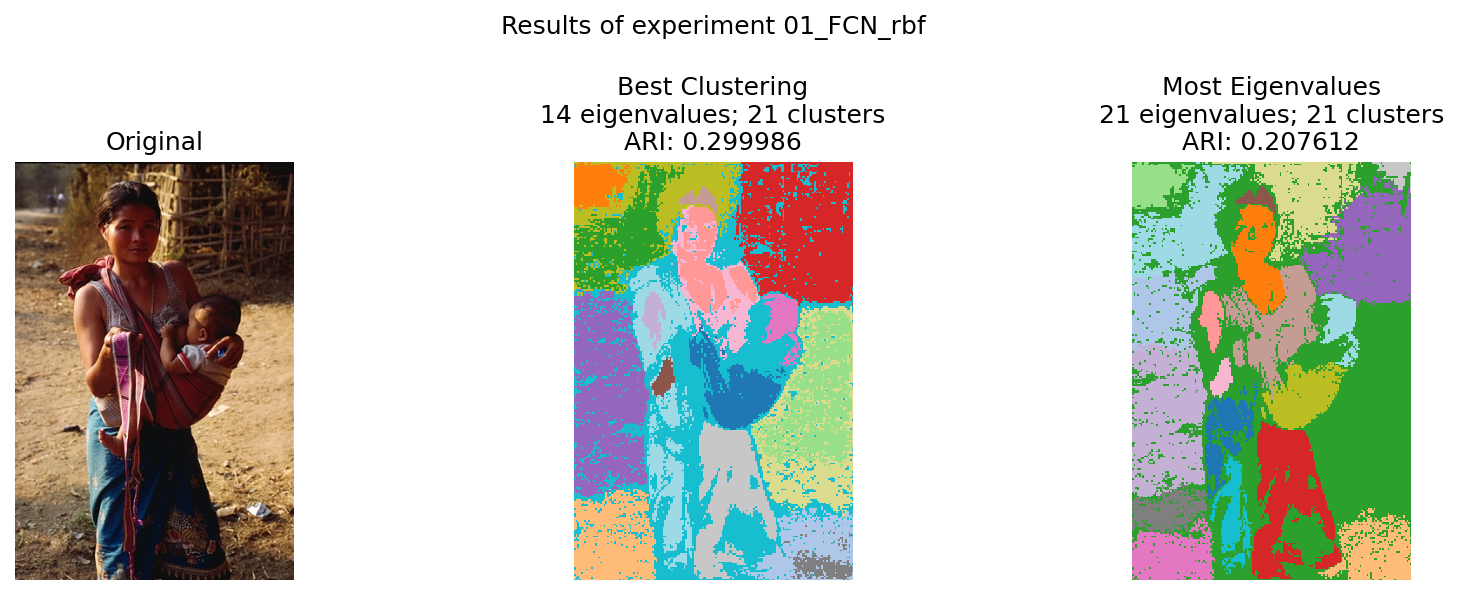 Results of experiment 01_FCN_rbf
Original
Best Clustering
14 eigenvalues; 21 clusters
ARI: 0.299986
Most Eigenvalues
21 eigenvalues; 21 clusters
ARI: 0.207612